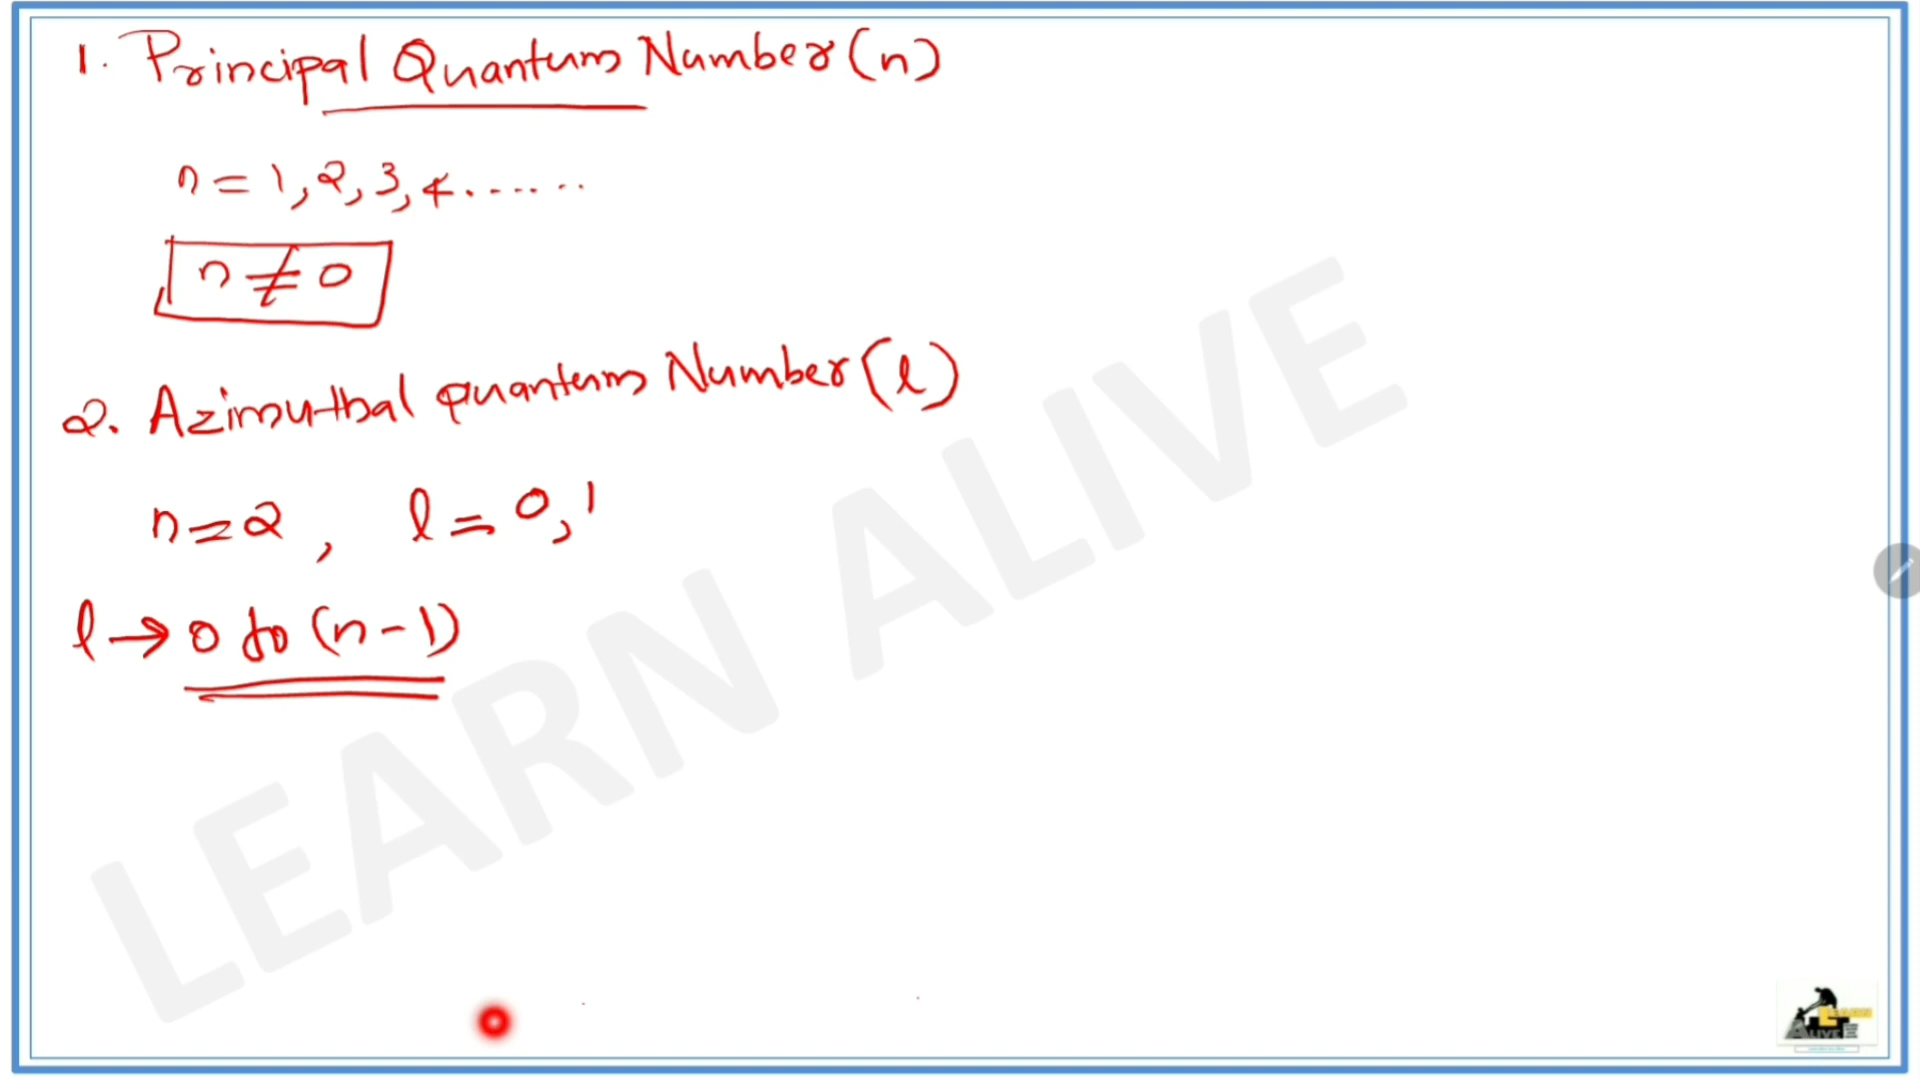 1. Principal Quantum Number (n)
n = 1, 2, 3, 4.......
n ≠ 0
2. Azimuthal quantum Number (l)
n = 2, l = 0, 1
l → 0 to (n-1)
LEARN ALIVE
ALIVE